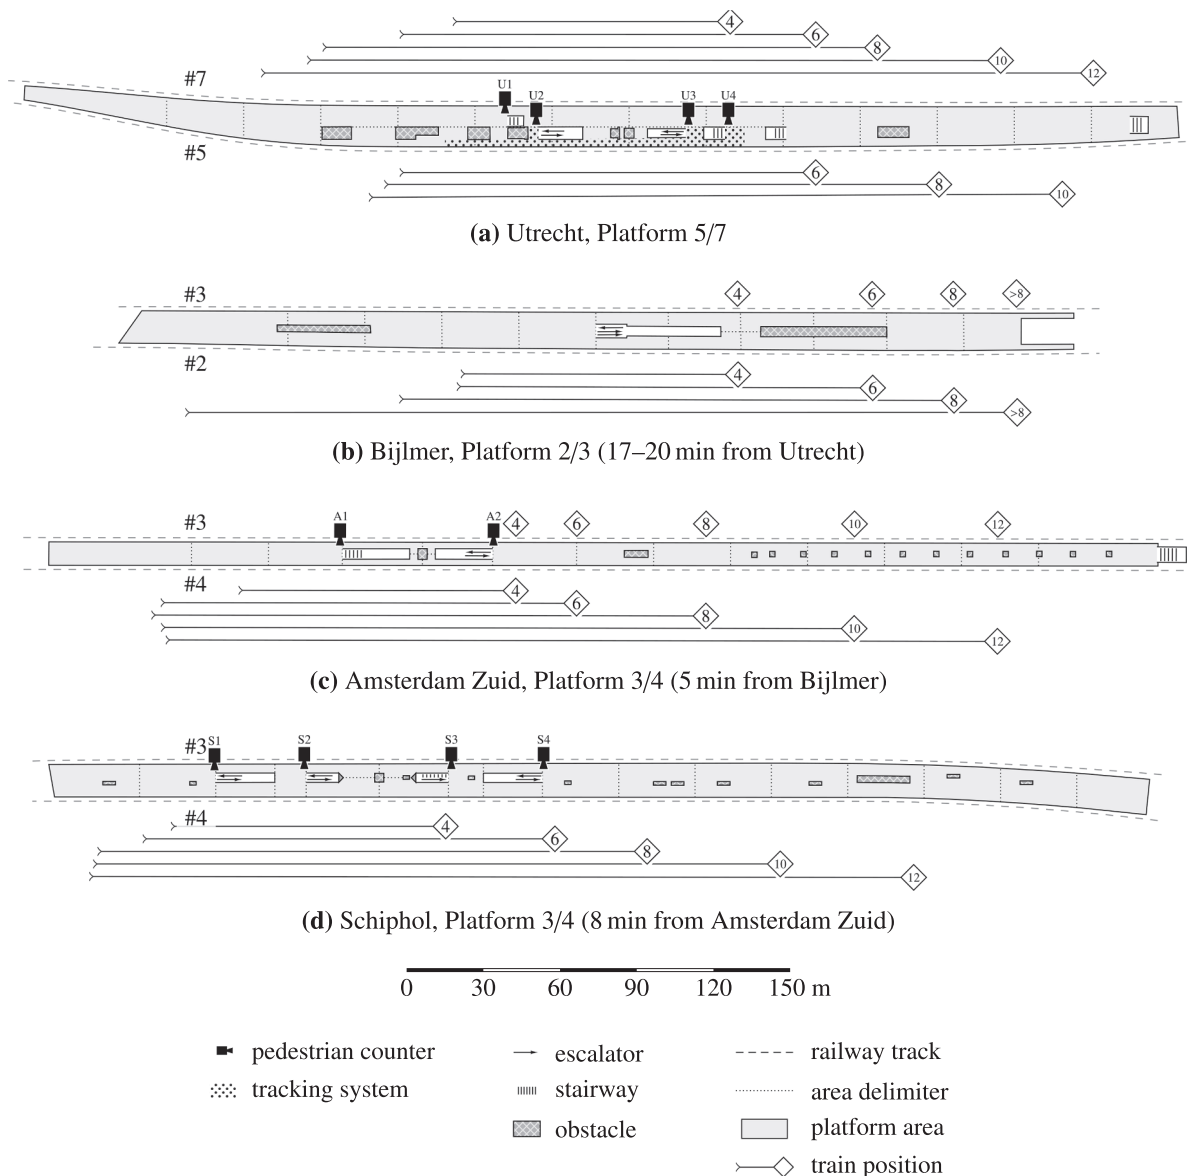 4
6
8
10
12
#7
U1
U2
U3
U4
#5
6
8
10
(a) Utrecht, Platform 5/7
#3
4
6
8
>8
#2
4
6
8
>8
(b) Bijlmer, Platform 2/3 (17–20 min from Utrecht)
#3
A1
A2
4
6
8
10
12
#4
4
6
8
10
12
(c) Amsterdam Zuid, Platform 3/4 (5 min from Bijlmer)
#3
S1
S2
S3
S4
#4
4
6
8
10
12
(d) Schiphol, Platform 3/4 (8 min from Amsterdam Zuid)
0 30 60 90 120 150 m
pedestrian counter
escalator
railway track
tracking system
stairway
area delimiter
obstacle
platform area
train position